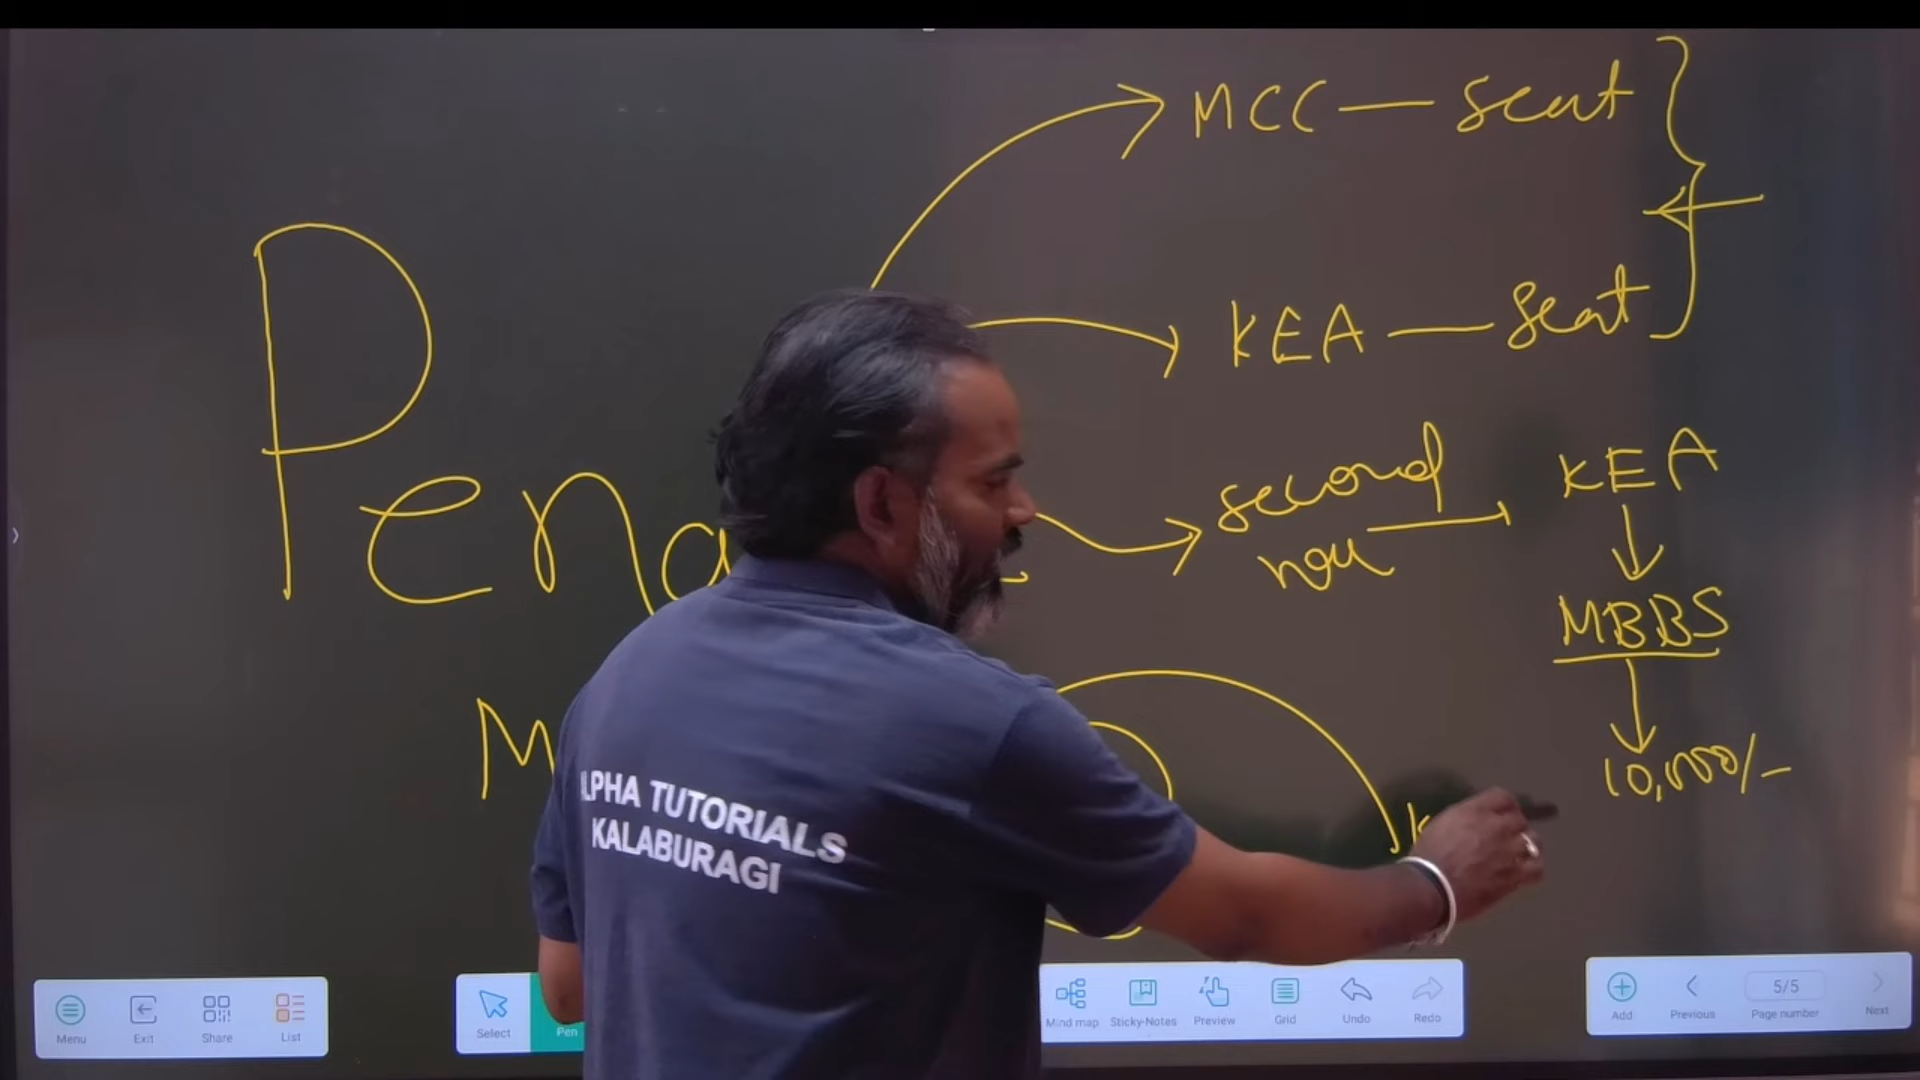 MCC — seat
KEA — seat
Pena
second KEA
rou
MBBS
10,000/-
M
K
ALPHA TUTORIALS
KALABURAGI
Menu Exit Share List Select Pen Mind map Sticky-Notes Preview Grid Undo Redo Add Previous 5/5 Page number Next